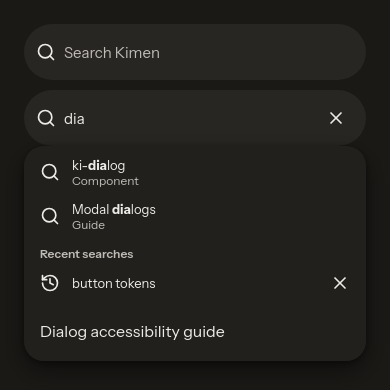 Search Kimen
dia
ki-dialog
Component
Modal dialogs
Guide
Recent searches
button tokens
Dialog accessibility guide